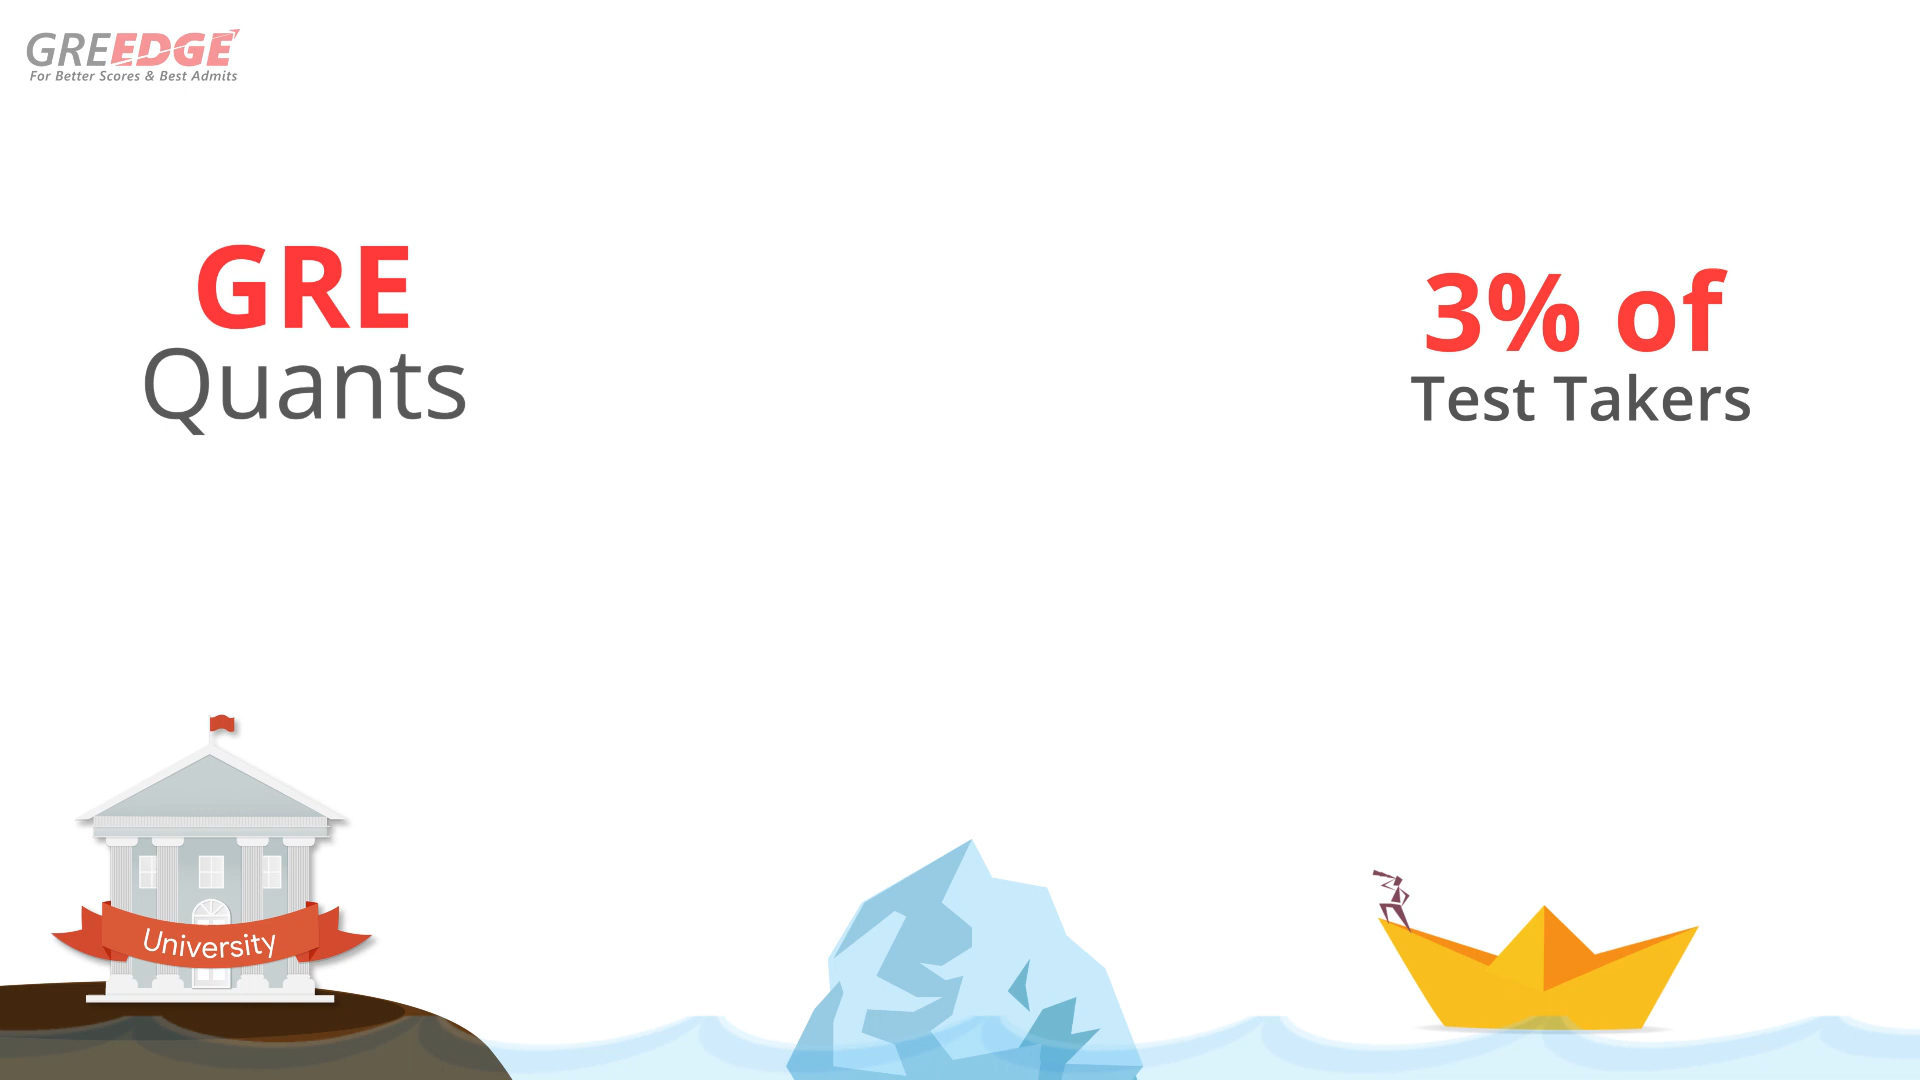 GREEDGE
For Better Scores & Best Admits
GRE
Quants
3% of
Test Takers
University